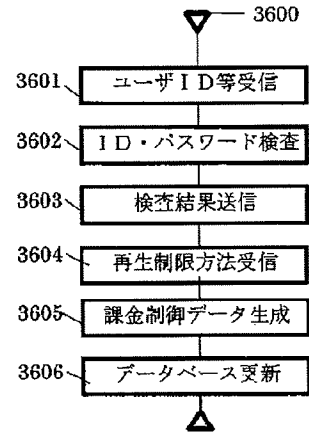 3600
3601 ユーザID等受信
3602 ID・パスワード検査
3603 検査結果送信
3604 再生制限方法受信
3605 課金制御データ生成
3606 データベース更新